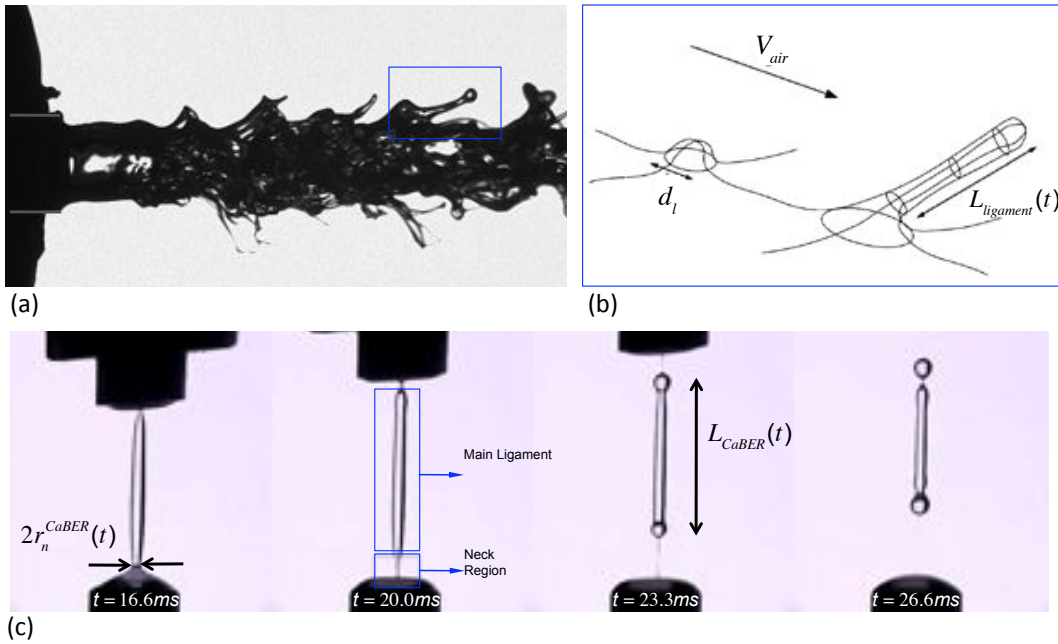 V_air
d_l
L_ligament(t)
(a)
(b)
2r_n^CaBER(t)
Main Ligament
Neck
Region
L_CaBER(t)
t = 16.6ms
t = 20.0ms
t = 23.3ms
t = 26.6ms
(c)